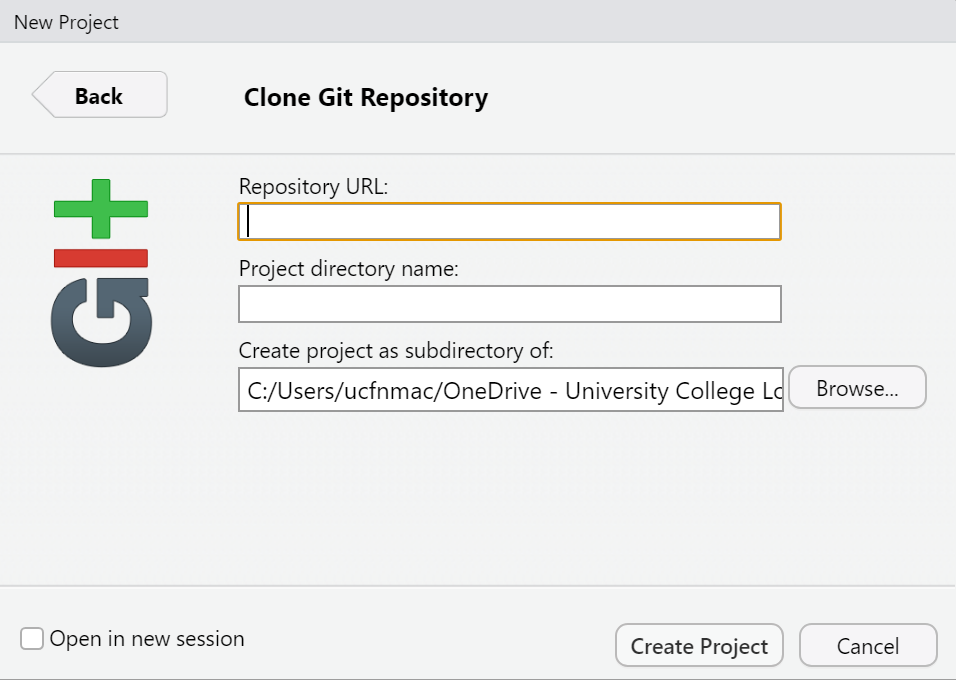 New Project
Back
Clone Git Repository
GIt
Repository URL:
Project directory name:
Create project as subdirectory of:
C:/Users/ucfnmac/OneDrive - University College Lo
Browse...
Open in new session
Create Project
Cancel